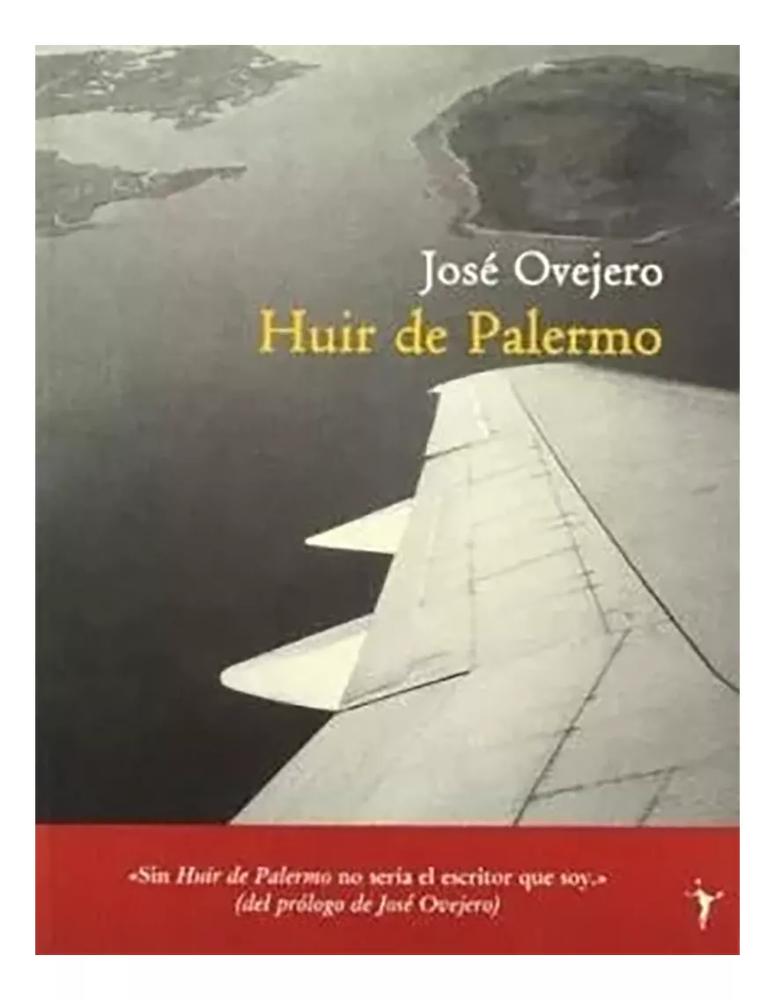 José Ovejero
Huir de Palermo
«Sin Huir de Palermo no sería el escritor que soy.»
(del prólogo de José Ovejero)